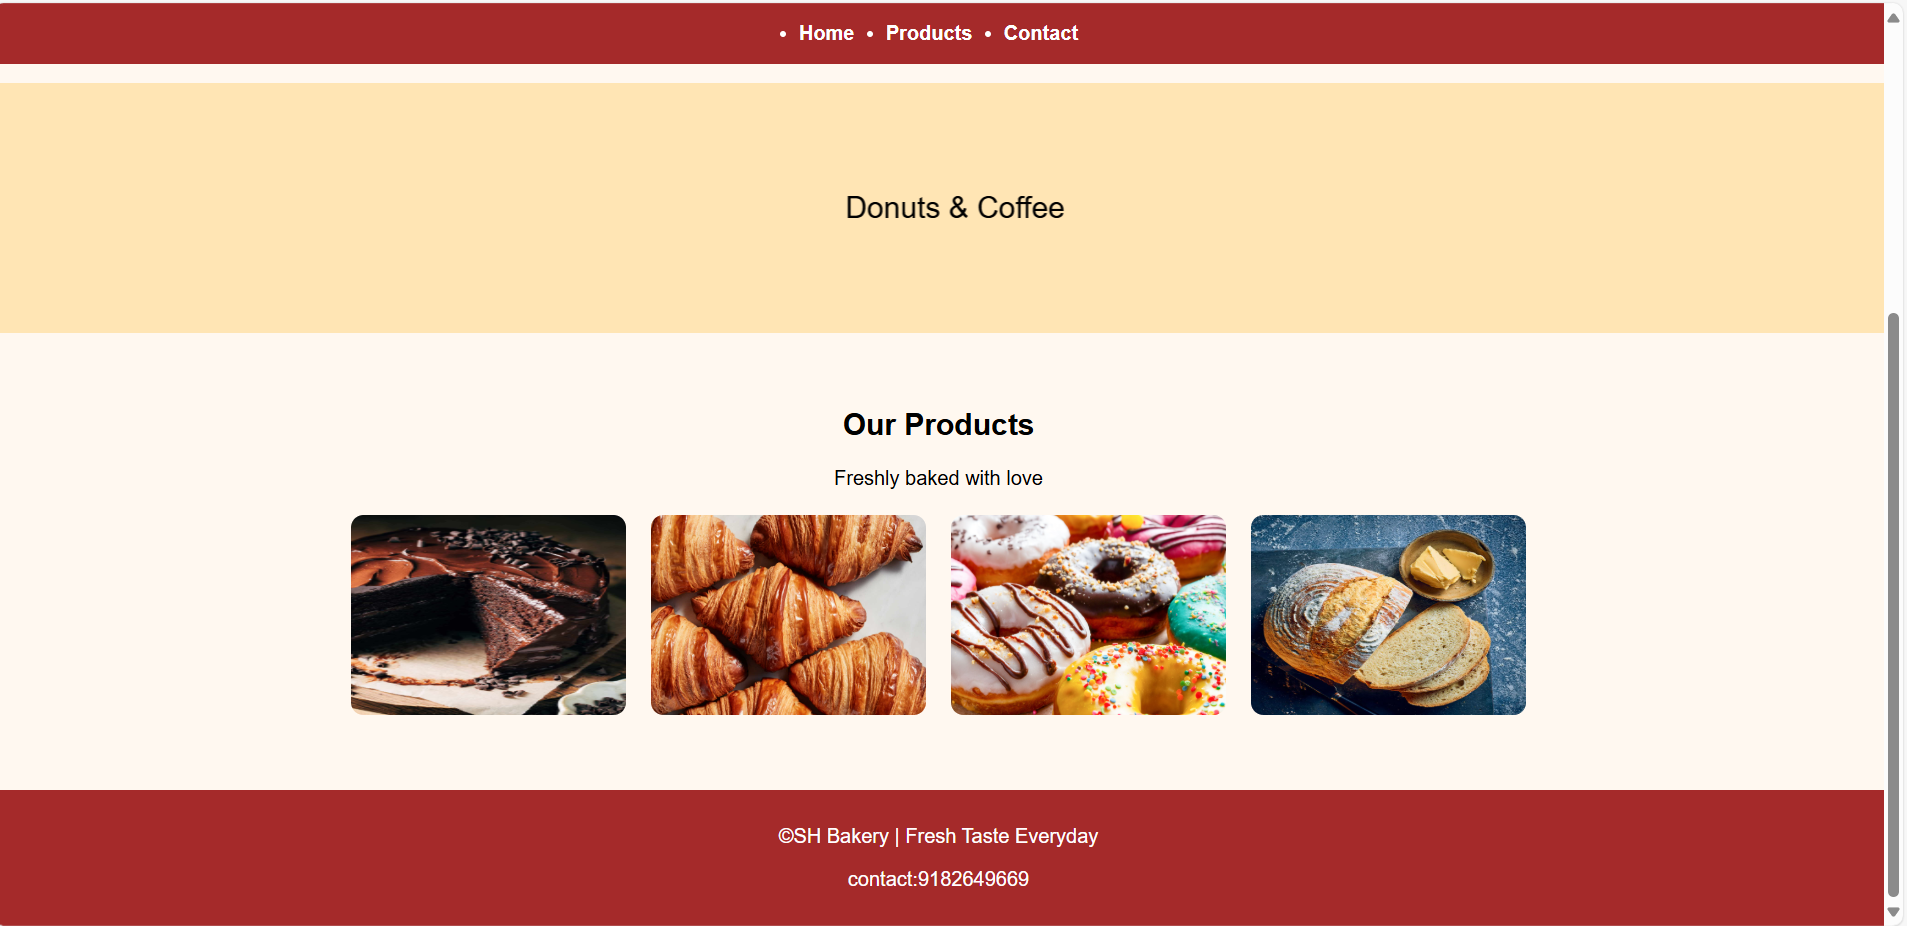 • Home • Products • Contact
Donuts & Coffee
Our Products
Freshly baked with love
©SH Bakery | Fresh Taste Everyday
contact:9182649669